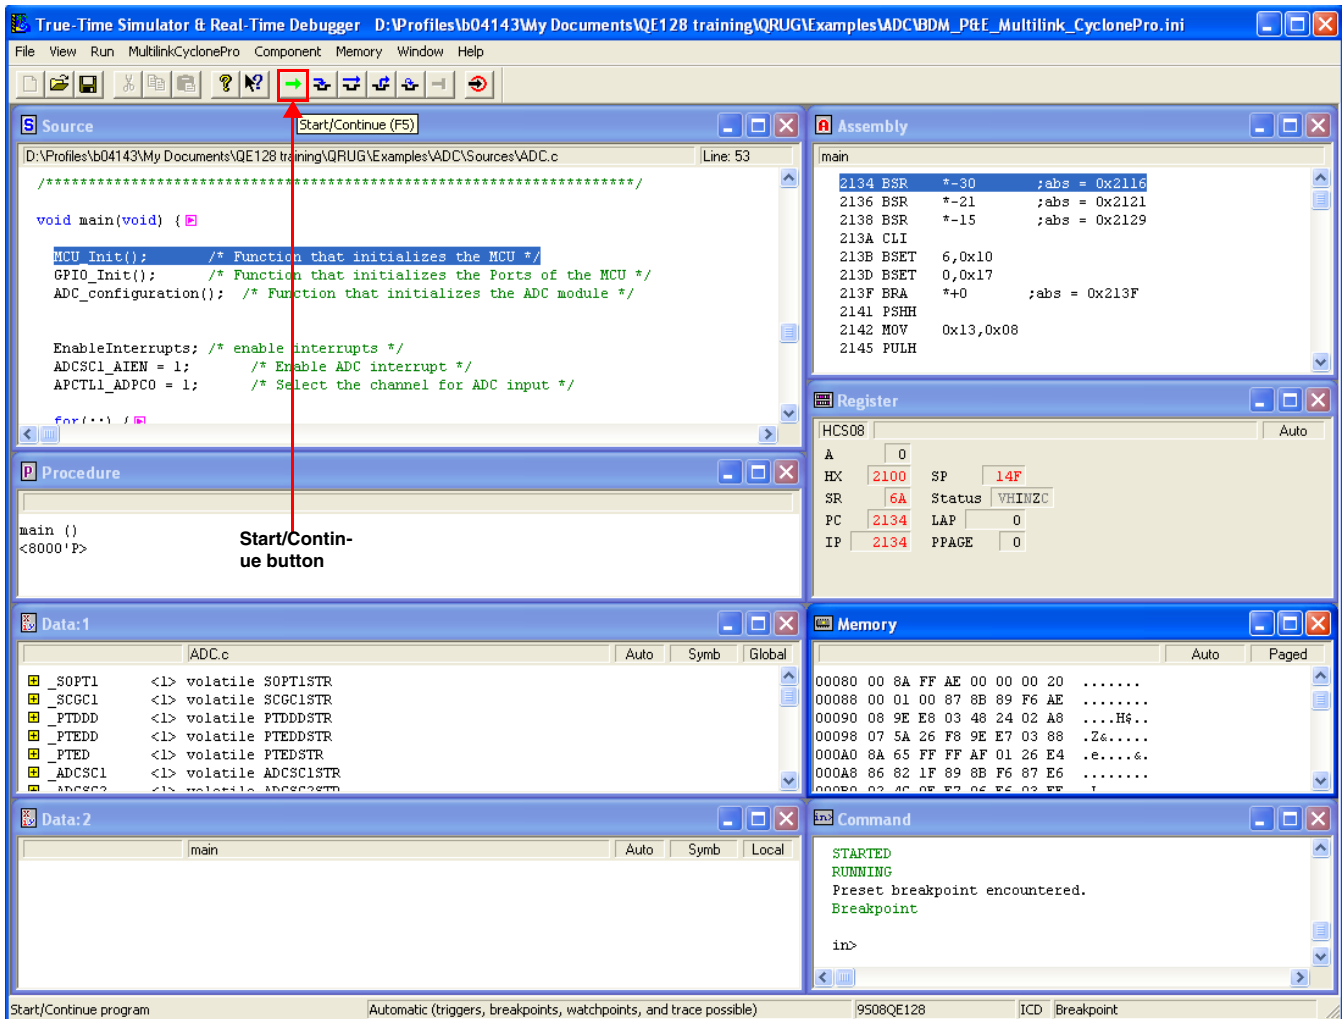 True-Time Simulator & Real-Time Debugger   D:\Profiles\b04143\My Documents\QE128 training\QRUG\Examples\ADC\BDM_P&E_Multilink_CyclonePro.ini
File View Run MultilinkCyclonePro Component Memory Window Help
Start/Continue (F5)
Source
D:\Profiles\b04143\My Documents\QE128 training\QRUG\Examples\ADC\Sources\ADC.c Line: 53
/*********************************************************************/
void main(void) {
MCU_Init();       /* Function that initializes the MCU */
GPIO_Init();      /* Function that initializes the Ports of the MCU */
ADC_configuration();  /* Function that initializes the ADC module */
EnableInterrupts; /* enable interrupts */
ADCSC1_AIEN = 1;       /* Enable ADC interrupt */
APCTL1_ADPC0 = 1;      /* Select the channel for ADC input */
for(;;) {
Assembly
main
2134 BSR   *-30       ;abs = 0x2116
2136 BSR   *-21       ;abs = 0x2121
2138 BSR   *-15       ;abs = 0x2129
213A CLI
213B BSET  6,0x10
213D BSET  0,0x17
213F BRA   *+0       ;abs = 0x213F
2141 PSHH
2142 MOV   0x13,0x08
2145 PULH
Register
HCS08 Auto
A 0
HX 2100 SP 14F
SR 6A Status VHINZC
PC 2134 LAP 0
IP 2134 PPAGE 0
Procedure
main ()
<8000'P>
Start/Contin-
ue button
Data:1
ADC.c Auto Symb Global
_SOPT1 <1> volatile SOPT1STR
_SCGC1 <1> volatile SCGC1STR
_PTDDD <1> volatile PTDDDSTR
_PTEDD <1> volatile PTEDDSTR
_PTED <1> volatile PTEDSTR
_ADCSC1 <1> volatile ADCSC1STR
_ADCSC2 <1> volatile ADCSC2STR
Memory
Auto Paged
00080 00 8A FF AE 00 00 00 20 .......
00088 00 01 00 87 8B 89 F6 AE ........
00090 08 9E E8 03 48 24 02 A8 ....H$..
00098 07 5A 26 F8 9E E7 03 88 .Z&.....
000A0 8A 65 FF FF AF 01 26 E4 .e....&.
000A8 86 82 1F 89 8B F6 87 E6 ........
Data:2
main Auto Symb Local
Command
STARTED
RUNNING
Preset breakpoint encountered.
Breakpoint
in>
Start/Continue program Automatic (triggers, breakpoints, watchpoints, and trace possible) 9S08QE128 ICD Breakpoint